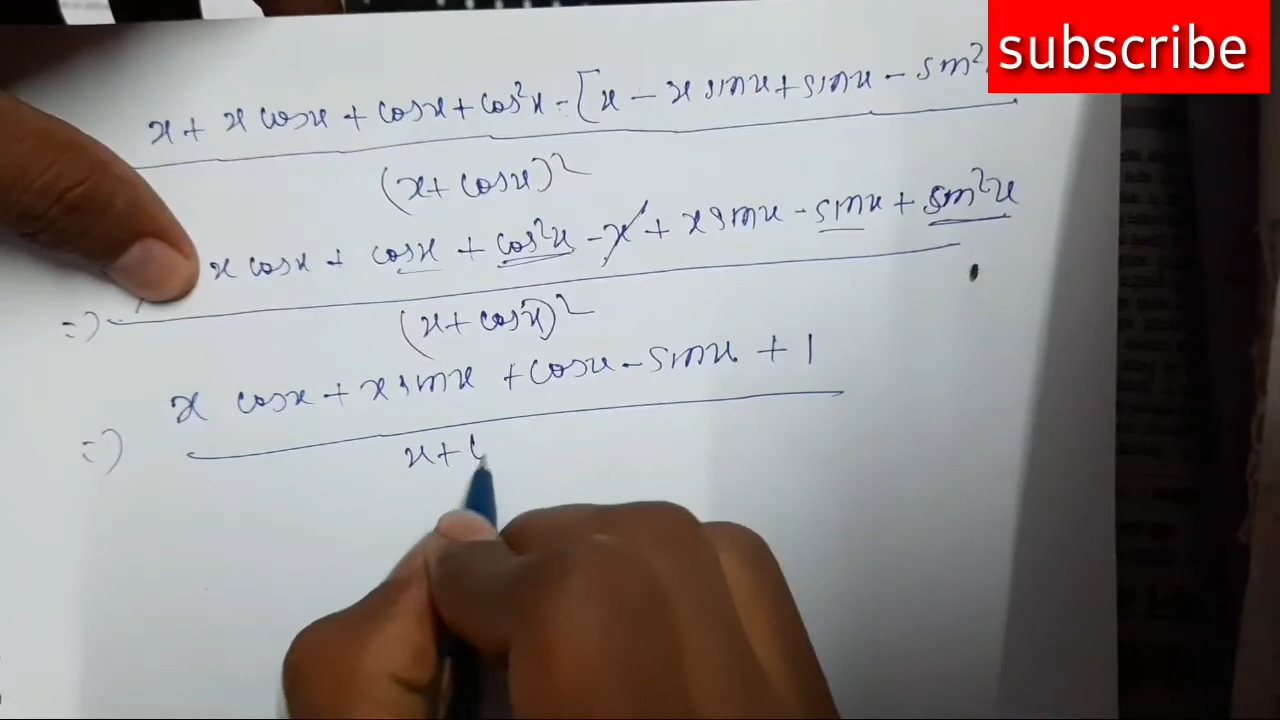 subscribe
x + x cosx + cosx + cos²x - [x - x sinx + sinx - sin²
(x + cosx)²
=) x cosx + cosx + cos²x - x + x sinx - sinx + sin²x
(x + cosx)²
=) x cosx + x sinx + cosx - sinx + 1
x + c